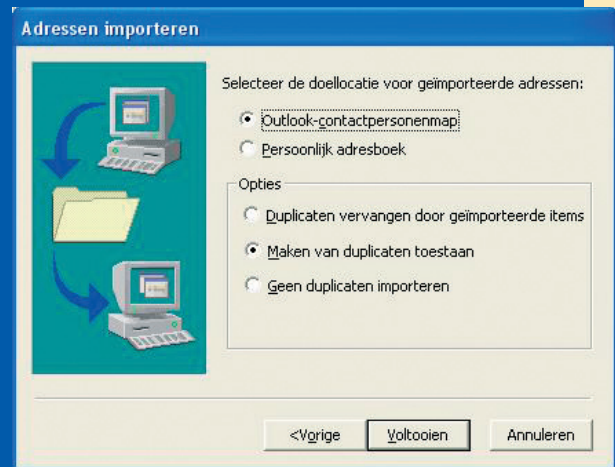 Adressen importeren
Selecteer de doellocatie voor geïmporteerde adressen:
Outlook-contactpersonenmap
Persoonlijk adresboek
Opties
Duplicaten vervangen door geïmporteerde items
Maken van duplicaten toestaan
Geen duplicaten importeren
<Vorige Voltooien Annuleren